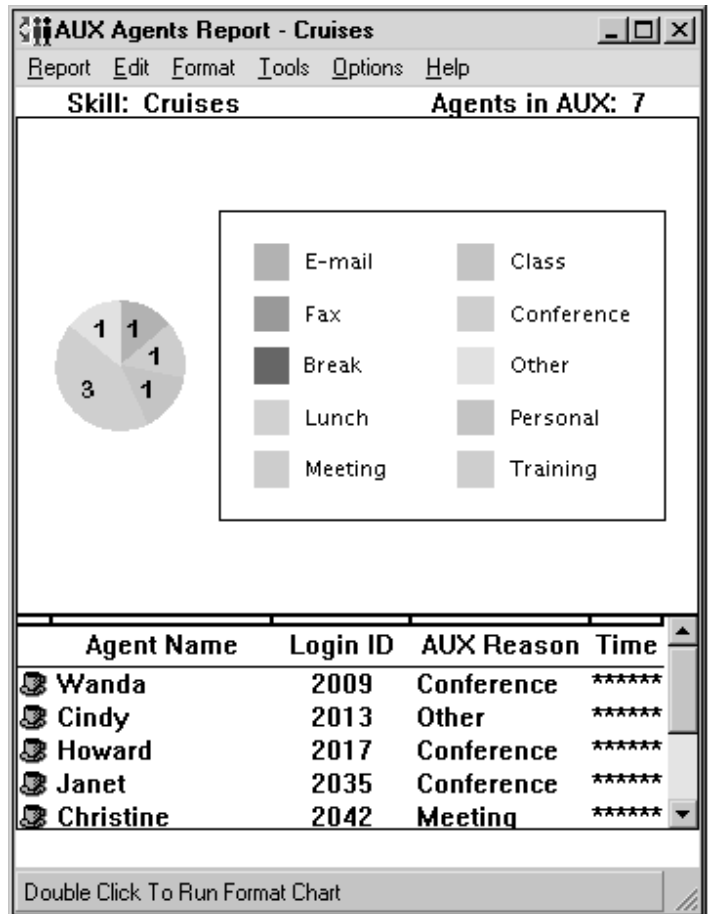 AUX Agents Report - Cruises
Report Edit Format Tools Options Help
Skill: Cruises Agents in AUX: 7
E-mail Class
Fax Conference
Break Other
Lunch Personal
Meeting Training
1 1
1
3 1
Agent Name Login ID AUX Reason Time
Wanda 2009 Conference ******
Cindy 2013 Other ******
Howard 2017 Conference ******
Janet 2035 Conference ******
Christine 2042 Meeting ******
Double Click To Run Format Chart